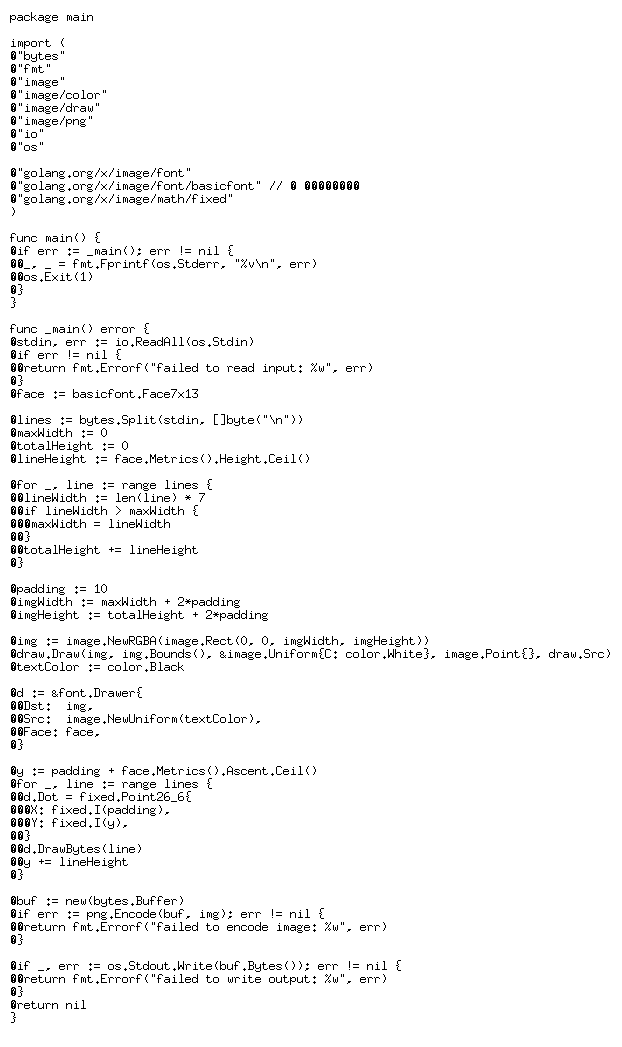 package main

import (
�"bytes"
�"fmt"
�"image"
�"image/color"
�"image/draw"
�"image/png"
�"io"
�"os"

�"golang.org/x/image/font"
�"golang.org/x/image/font/basicfont" // � ��������
�"golang.org/x/image/math/fixed"
)

func main() {
�if err := _main(); err != nil {
��_, _ = fmt.Fprintf(os.Stderr, "%v\n", err)
��os.Exit(1)
�}
}

func _main() error {
�stdin, err := io.ReadAll(os.Stdin)
�if err != nil {
��return fmt.Errorf("failed to read input: %w", err)
�}
�face := basicfont.Face7x13

�lines := bytes.Split(stdin, []byte("\n"))
�maxWidth := 0
�totalHeight := 0
�lineHeight := face.Metrics().Height.Ceil()

�for _, line := range lines {
��lineWidth := len(line) * 7
��if lineWidth > maxWidth {
���maxWidth = lineWidth
��}
��totalHeight += lineHeight
�}

�padding := 10
�imgWidth := maxWidth + 2*padding
�imgHeight := totalHeight + 2*padding

�img := image.NewRGBA(image.Rect(0, 0, imgWidth, imgHeight))
�draw.Draw(img, img.Bounds(), &image.Uniform{C: color.White}, image.Point{}, draw.Src)
�textColor := color.Black

�d := &font.Drawer{
��Dst:  img,
��Src:  image.NewUniform(textColor),
��Face: face,
�}

�y := padding + face.Metrics().Ascent.Ceil()
�for _, line := range lines {
��d.Dot = fixed.Point26_6{
���X: fixed.I(padding),
���Y: fixed.I(y),
��}
��d.DrawBytes(line)
��y += lineHeight
�}

�buf := new(bytes.Buffer)
�if err := png.Encode(buf, img); err != nil {
��return fmt.Errorf("failed to encode image: %w", err)
�}

�if _, err := os.Stdout.Write(buf.Bytes()); err != nil {
��return fmt.Errorf("failed to write output: %w", err)
�}
�return nil
}